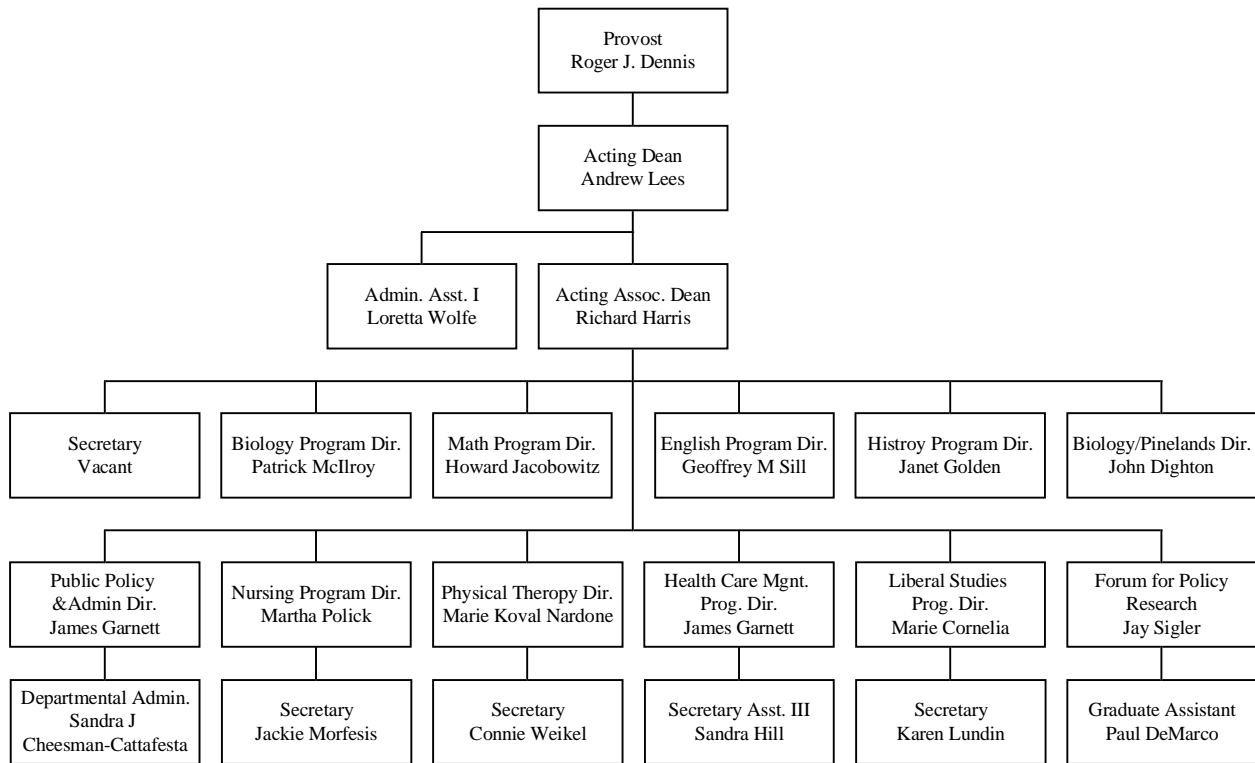 Provost
Roger J. Dennis
Acting Dean
Andrew Lees
Admin. Asst. I
Loretta Wolfe
Acting Assoc. Dean
Richard Harris
Secretary
Vacant
Biology Program Dir.
Patrick McIlroy
Math Program Dir.
Howard Jacobowitz
English Program Dir.
Geoffrey M Sill
Histroy Program Dir.
Janet Golden
Biology/Pinelands Dir.
John Dighton
Public Policy
&Admin Dir.
James Garnett
Nursing Program Dir.
Martha Polick
Physical Theropy Dir.
Marie Koval Nardone
Health Care Mgnt.
Prog. Dir.
James Garnett
Liberal Studies
Prog. Dir.
Marie Cornelia
Forum for Policy
Research
Jay Sigler
Departmental Admin.
Sandra J
Cheesman-Cattafesta
Secretary
Jackie Morfesis
Secretary
Connie Weikel
Secretary Asst. III
Sandra Hill
Secretary
Karen Lundin
Graduate Assistant
Paul DeMarco